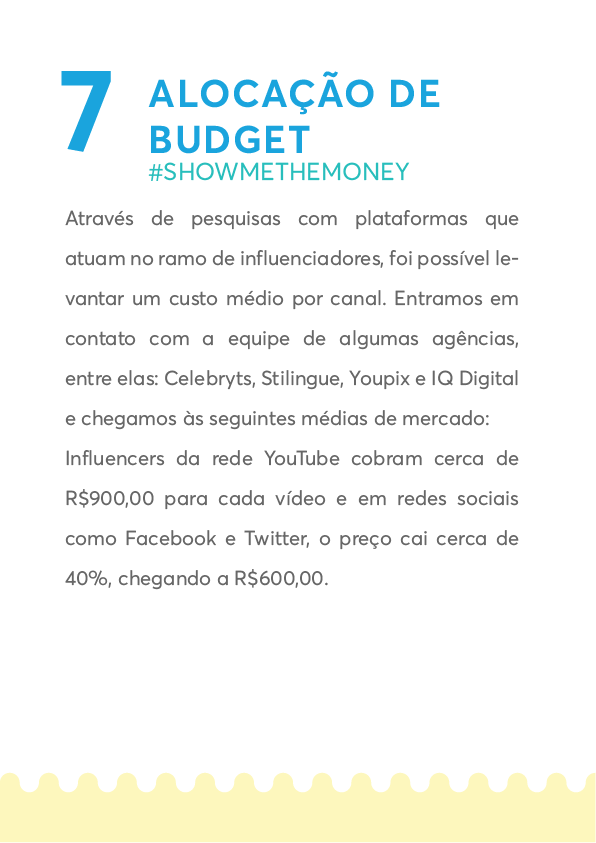 7
ALOCAÇÃO DE
BUDGET
#SHOWMETHEMONEY
Através de pesquisas com plataformas que
atuam no ramo de influenciadores, foi possível le-
vantar um custo médio por canal. Entramos em
contato com a equipe de algumas agências,
entre elas: Celebryts, Stilingue, Youpix e IQ Digital
e chegamos às seguintes médias de mercado:
Influencers da rede YouTube cobram cerca de
R$900,00 para cada vídeo e em redes sociais
como Facebook e Twitter, o preço cai cerca de
40%, chegando a R$600,00.